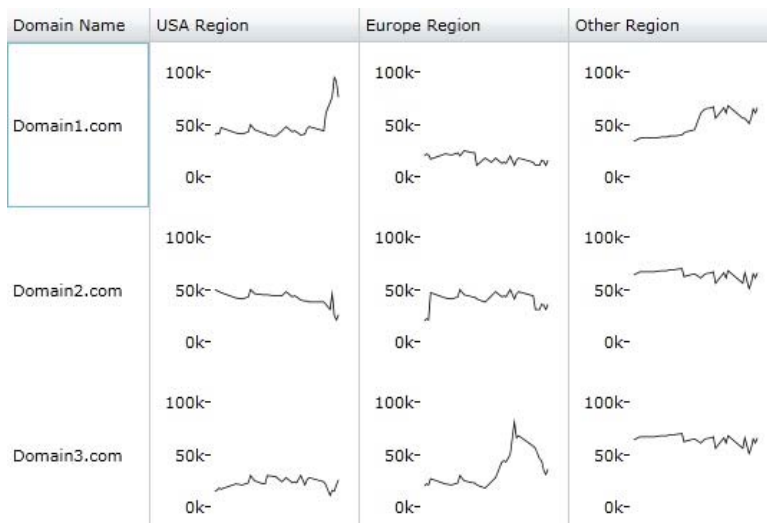 Domain Name USA Region Europe Region Other Region
100k- 100k- 100k-
Domain1.com 50k- 50k- 50k-
0k- 0k- 0k-
100k- 100k- 100k-
Domain2.com 50k- 50k- 50k-
0k- 0k- 0k-
100k- 100k- 100k-
Domain3.com 50k- 50k- 50k-
0k- 0k- 0k-